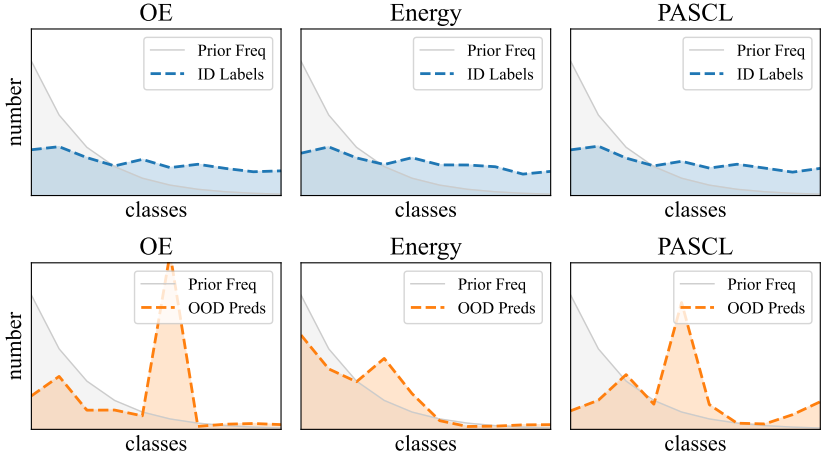 OE
Energy
PASCL
Prior Freq
ID Labels
Prior Freq
ID Labels
Prior Freq
ID Labels
number
classes
classes
classes
OE
Energy
PASCL
Prior Freq
OOD Preds
Prior Freq
OOD Preds
Prior Freq
OOD Preds
number
classes
classes
classes